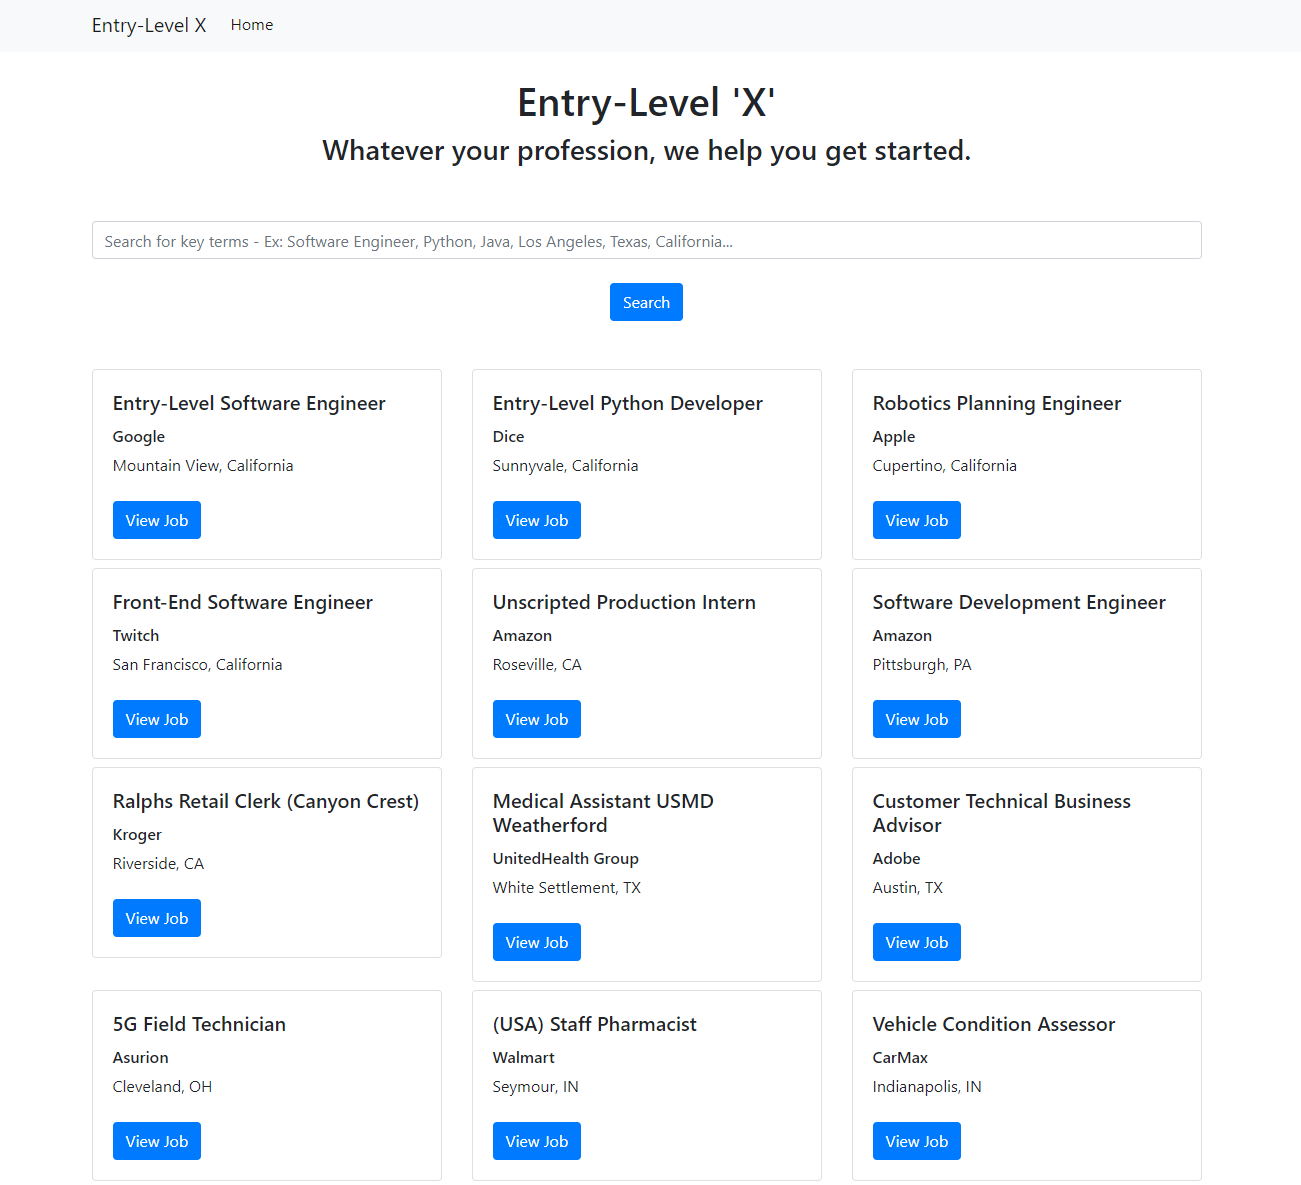 Entry-Level X
Home
Entry-Level 'X'
Whatever your profession, we help you get started.
Search for key terms - Ex: Software Engineer, Python, Java, Los Angeles, Texas, California...
Search
Entry-Level Software Engineer
Google
Mountain View, California
View Job
Entry-Level Python Developer
Dice
Sunnyvale, California
View Job
Robotics Planning Engineer
Apple
Cupertino, California
View Job
Front-End Software Engineer
Twitch
San Francisco, California
View Job
Unscripted Production Intern
Amazon
Roseville, CA
View Job
Software Development Engineer
Amazon
Pittsburgh, PA
View Job
Ralphs Retail Clerk (Canyon Crest)
Kroger
Riverside, CA
View Job
Medical Assistant USMD
Weatherford
UnitedHealth Group
White Settlement, TX
View Job
Customer Technical Business
Advisor
Adobe
Austin, TX
View Job
5G Field Technician
Asurion
Cleveland, OH
View Job
(USA) Staff Pharmacist
Walmart
Seymour, IN
View Job
Vehicle Condition Assessor
CarMax
Indianapolis, IN
View Job